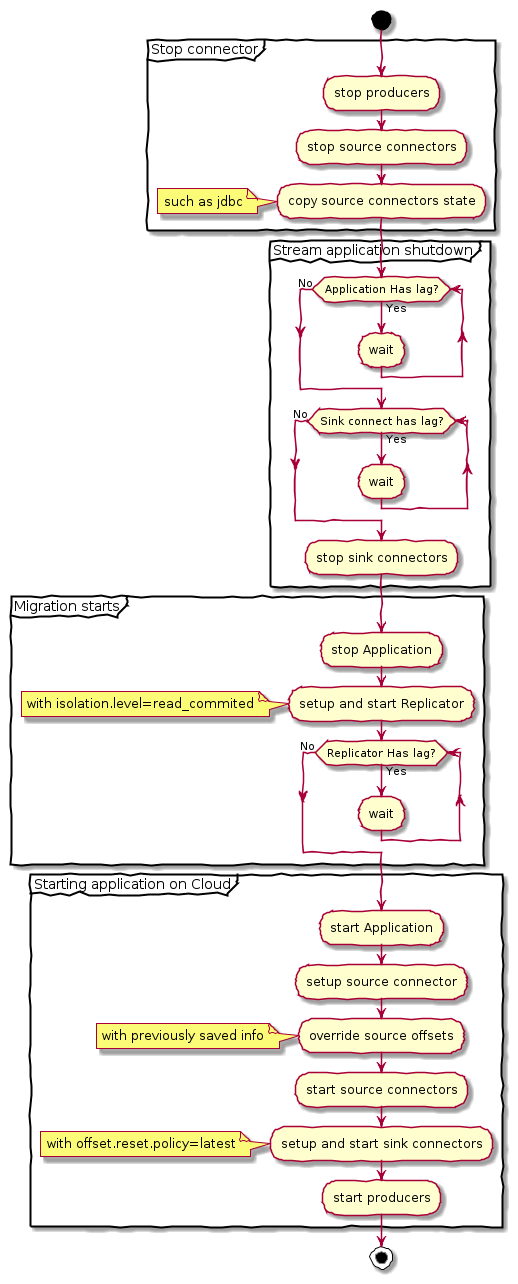 Stop connector
stop producers
stop source connectors
such as jdbc
copy source connectors state
Stream application shutdown
No
Application Has lag?
Yes
wait
No
Sink connect has lag?
Yes
wait
stop sink connectors
Migration starts
stop Application
with isolation.level=read_commited
setup and start Replicator
No
Replicator Has lag?
Yes
wait
Starting application on Cloud
start Application
setup source connector
with previously saved info
override source offsets
start source connectors
with offset.reset.policy=latest
setup and start sink connectors
start producers